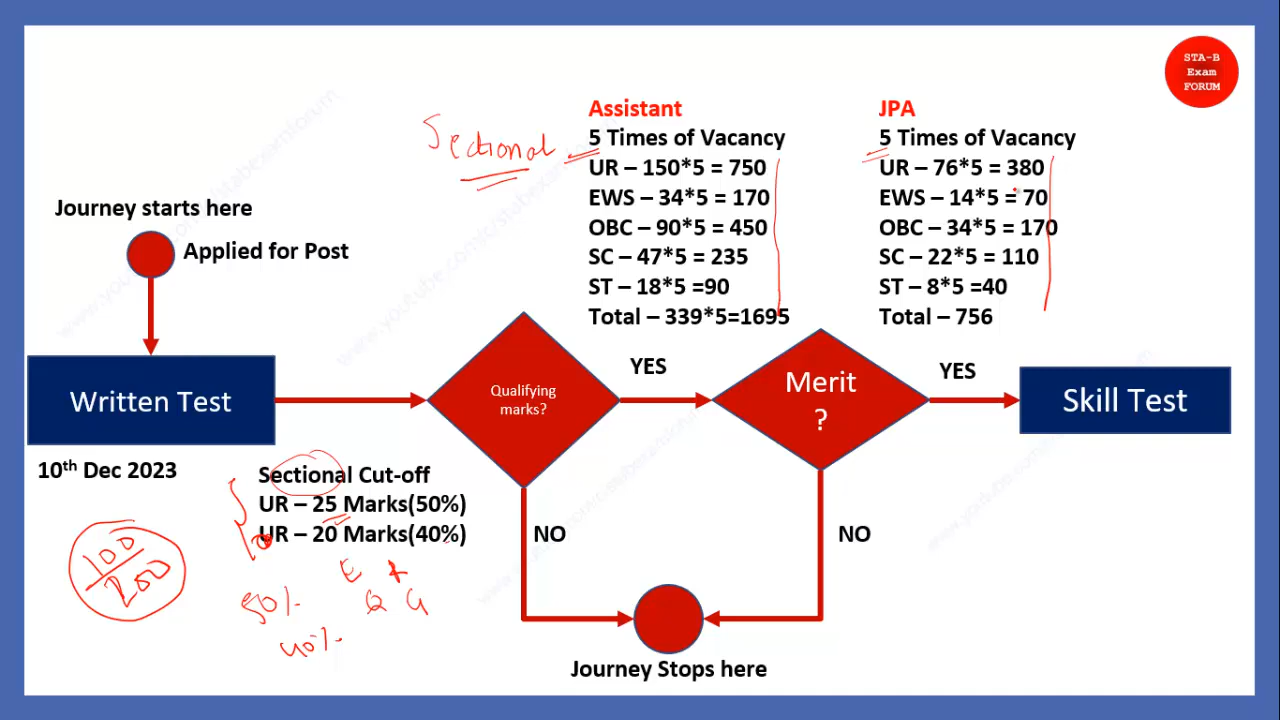 STA-B
Exam
FORUM
Assistant
5 Times of Vacancy
UR – 150*5 = 750
EWS – 34*5 = 170
OBC – 90*5 = 450
SC – 47*5 = 235
ST – 18*5 =90
Total – 339*5=1695
JPA
5 Times of Vacancy
UR – 76*5 = 380
EWS – 14*5 = 70
OBC – 34*5 = 170
SC – 22*5 = 110
ST – 8*5 =40
Total – 756
Sectional
Journey starts here
Applied for Post
Written Test
10th Dec 2023
Qualifying
marks?
YES
Merit
?
YES
Skill Test
Sectional Cut-off
UR – 25 Marks(50%)
UR – 20 Marks(40%)
NO
NO
100
200
50%
40%
E
Q G
Journey Stops here